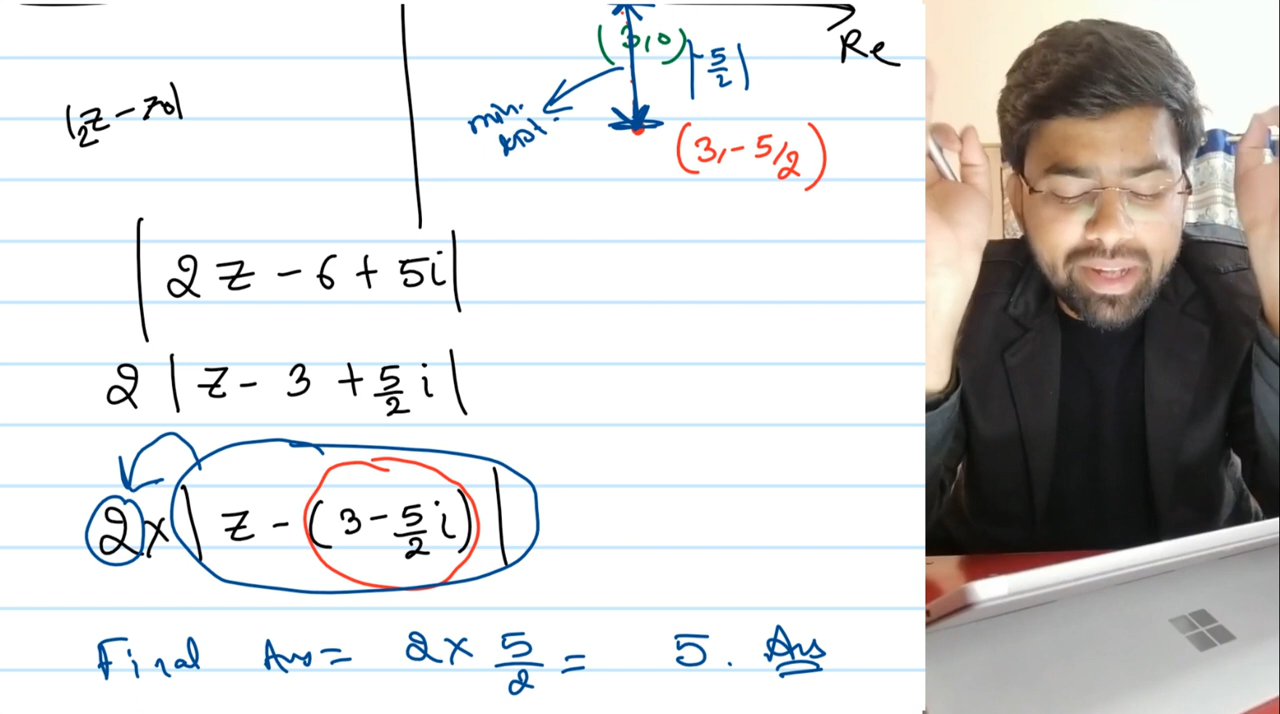 Re
(3,0)
|-5/2|
|2z - z0|
min.
dist.
(3, -5/2)
|2z - 6 + 5i|
2|z - 3 + 5/2 i|
2 × |z - (3 - 5/2 i)|
Final Ans = 2 × 5/2 = 5. Ans